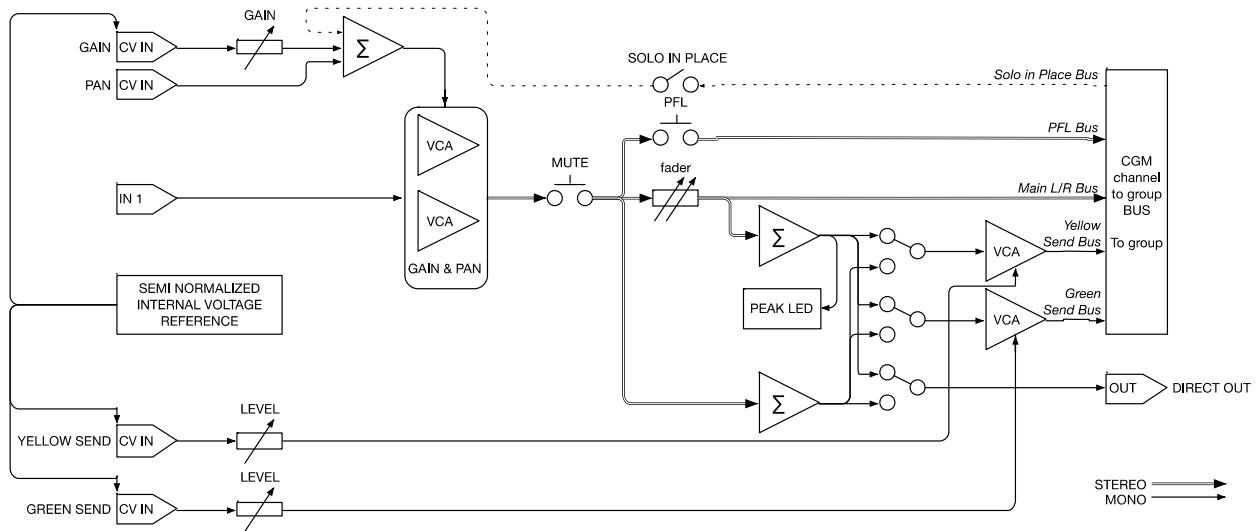 GAIN
GAIN CV IN
Σ
PAN CV IN
SOLO IN PLACE
Solo in Place Bus
PFL
PFL Bus
VCA
MUTE
fader
CGM
channel
to group
BUS
To group
IN 1
Main L/R Bus
VCA
GAIN & PAN
Σ
Yellow
Send Bus
VCA
SEMI NORMALIZED
INTERNAL VOLTAGE
REFERENCE
PEAK LED
Green
Send Bus
VCA
Σ
OUT DIRECT OUT
LEVEL
YELLOW SEND CV IN
LEVEL
GREEN SEND CV IN
STEREO
MONO